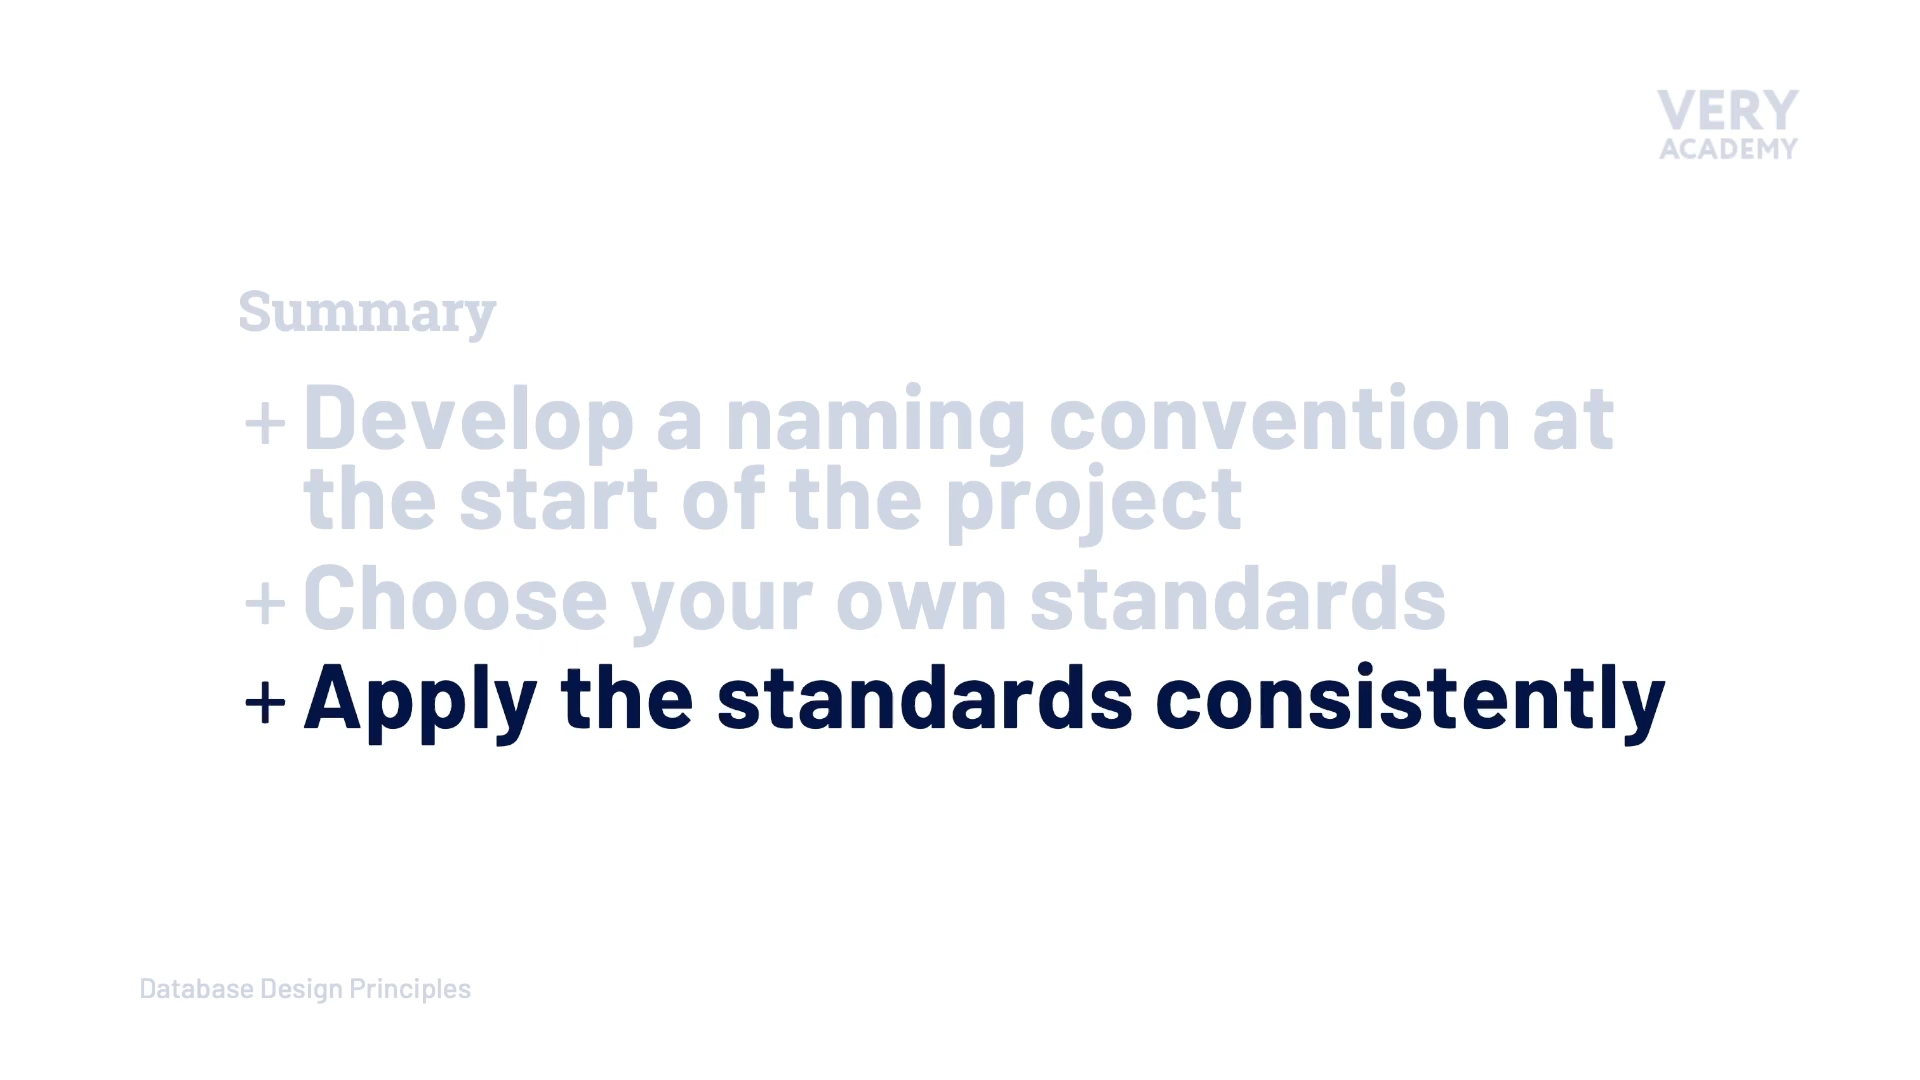 VERY
ACADEMY
Summary
+ Develop a naming convention at
the start of the project
+ Choose your own standards
+ Apply the standards consistently
Database Design Principles